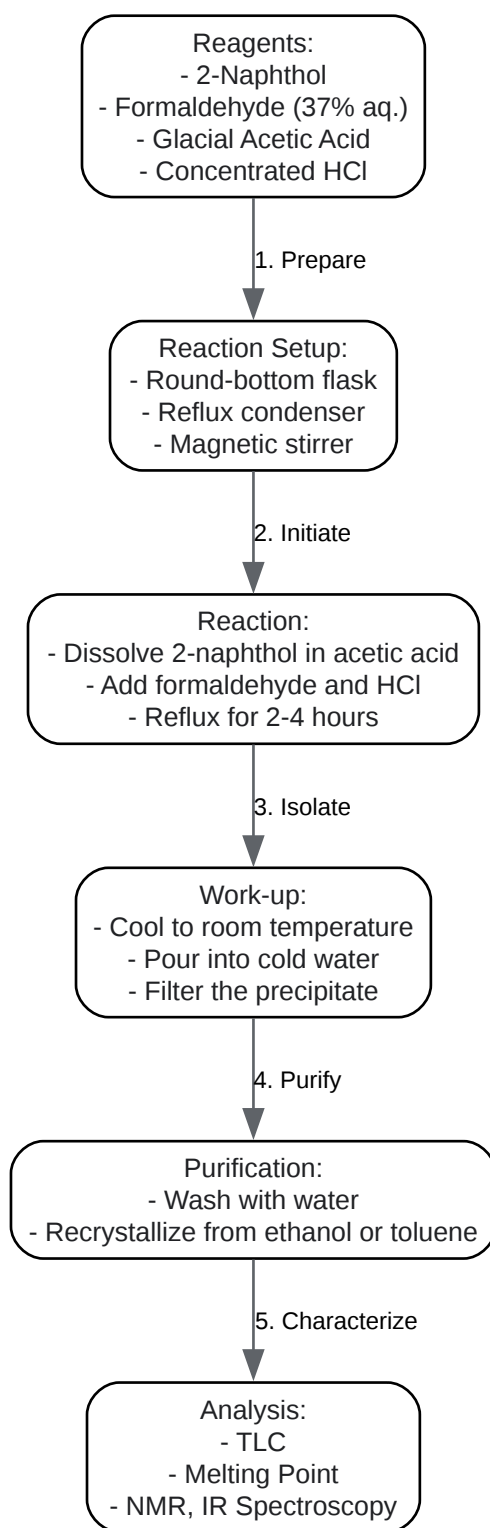 Reagents:
- 2-Naphthol
- Formaldehyde (37% aq.)
- Glacial Acetic Acid
- Concentrated HCl
1. Prepare
Reaction Setup:
- Round-bottom flask
- Reflux condenser
- Magnetic stirrer
2. Initiate
Reaction:
- Dissolve 2-naphthol in acetic acid
- Add formaldehyde and HCl
- Reflux for 2-4 hours
3. Isolate
Work-up:
- Cool to room temperature
- Pour into cold water
- Filter the precipitate
4. Purify
Purification:
- Wash with water
- Recrystallize from ethanol or toluene
5. Characterize
Analysis:
- TLC
- Melting Point
- NMR, IR Spectroscopy